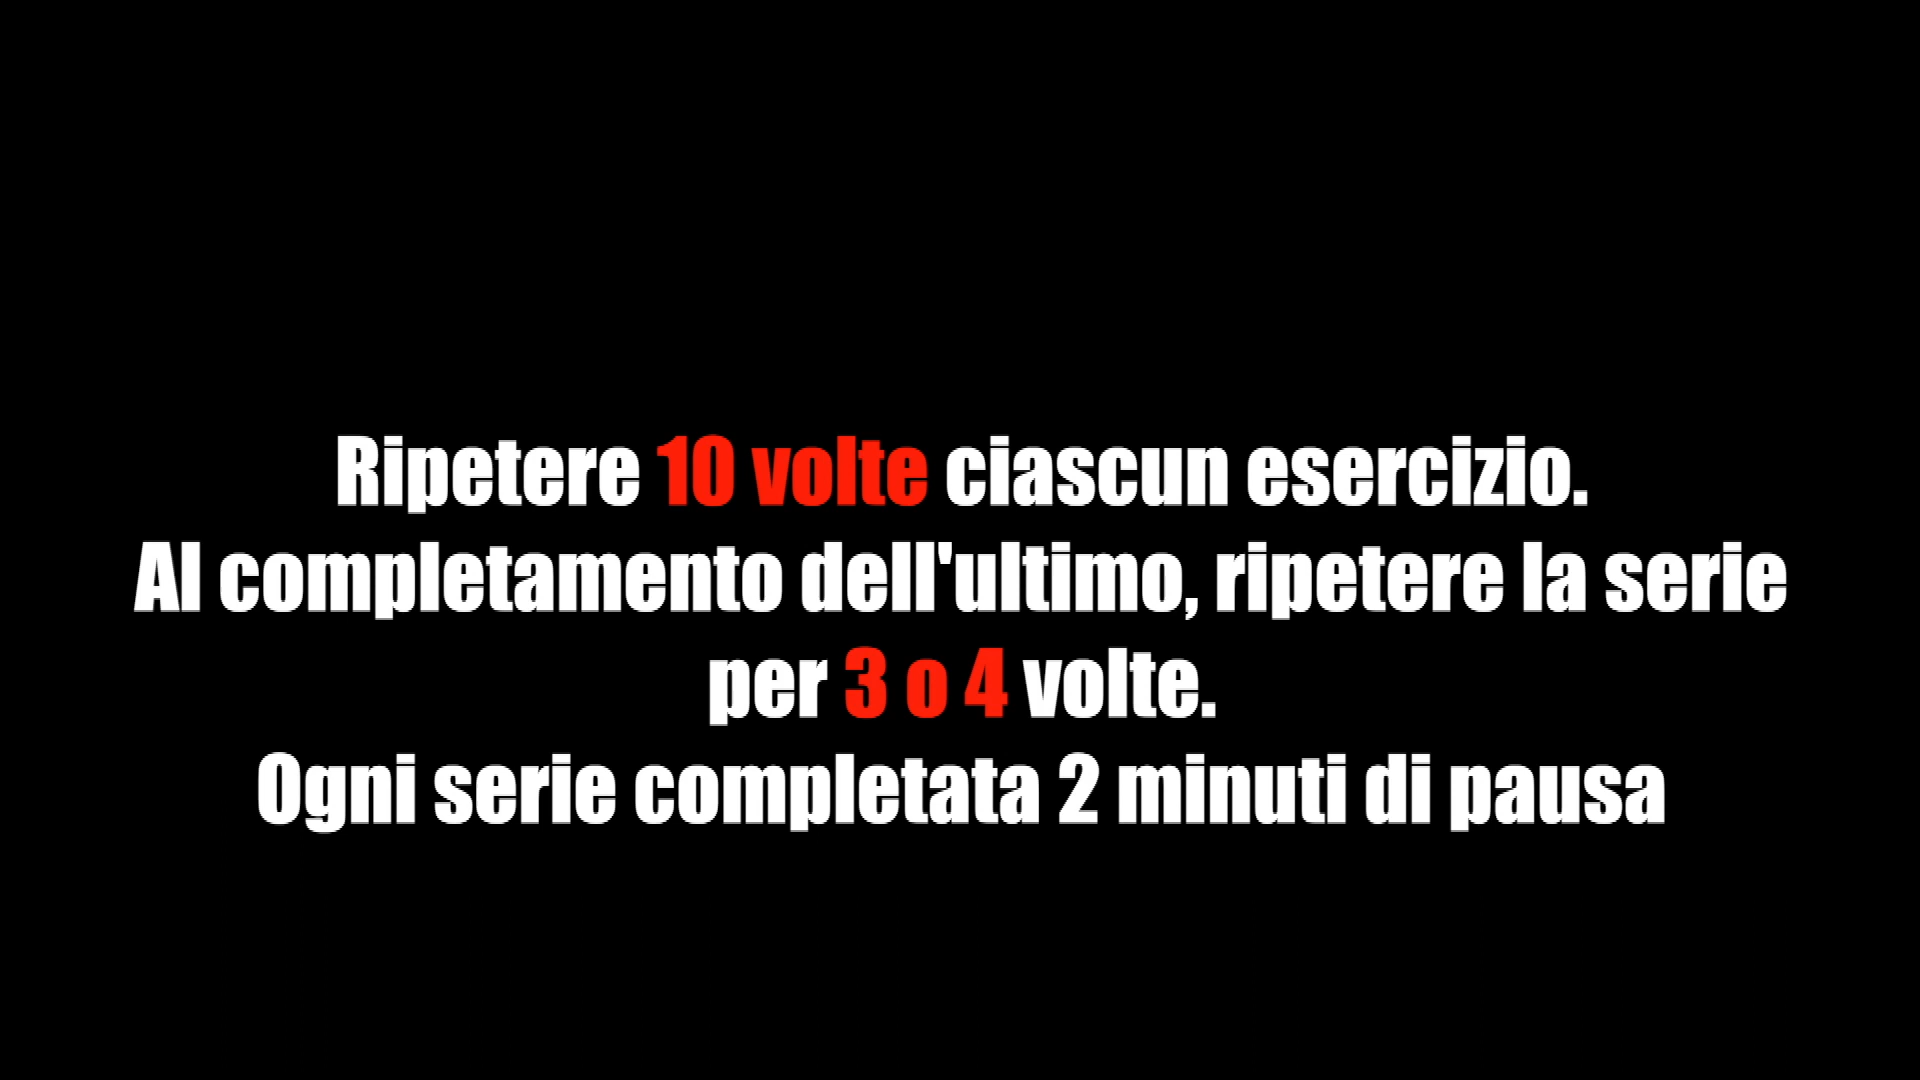 Ripetere 10 volte ciascun esercizio.
Al completamento dell'ultimo, ripetere la serie
per 3 o 4 volte.
Ogni serie completata 2 minuti di pausa